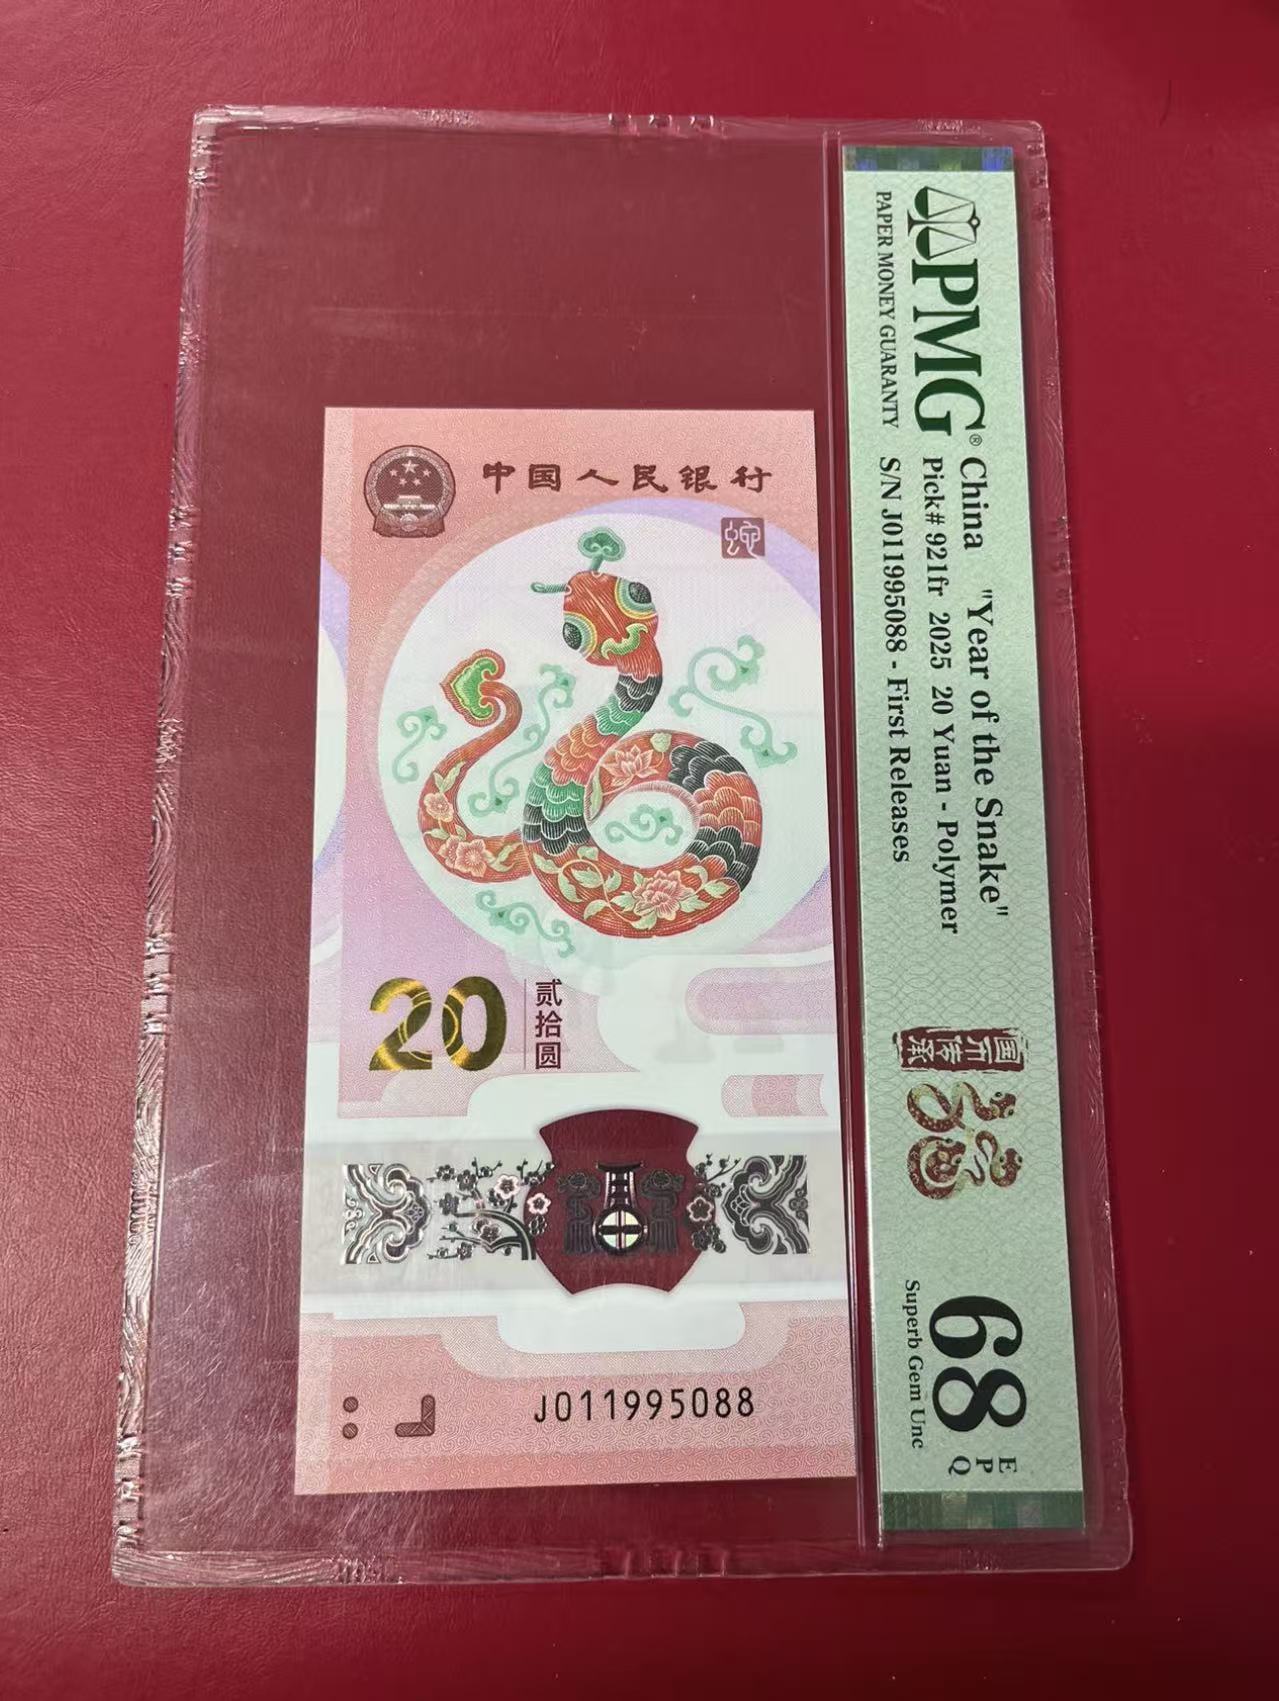 中国人民银行
蛇
20
贰拾圆
J011995088
PMG®
PAPER MONEY GUARANTY
China "Year of the Snake"
Pick# 921fr 2025 20 Yuan - Polymer
S/N J011995088 - First Releases
國币传承
68
EPQ
Superb Gem Unc